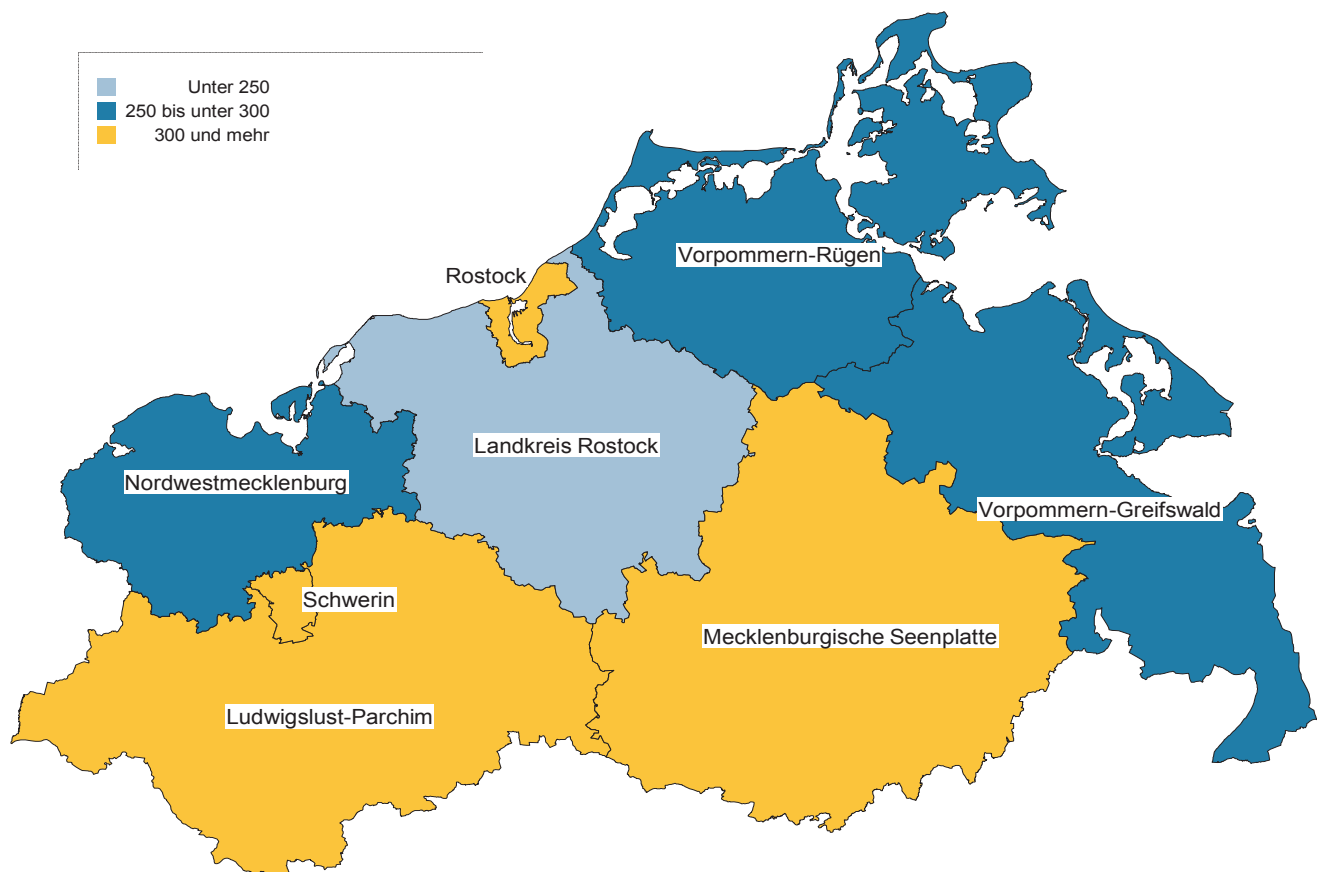 Unter 250
250 bis unter 300
300 und mehr
Vorpommern-Rügen
Rostock
Landkreis Rostock
Nordwestmecklenburg
Vorpommern-Greifswald
Schwerin
Mecklenburgische Seenplatte
Ludwigslust-Parchim